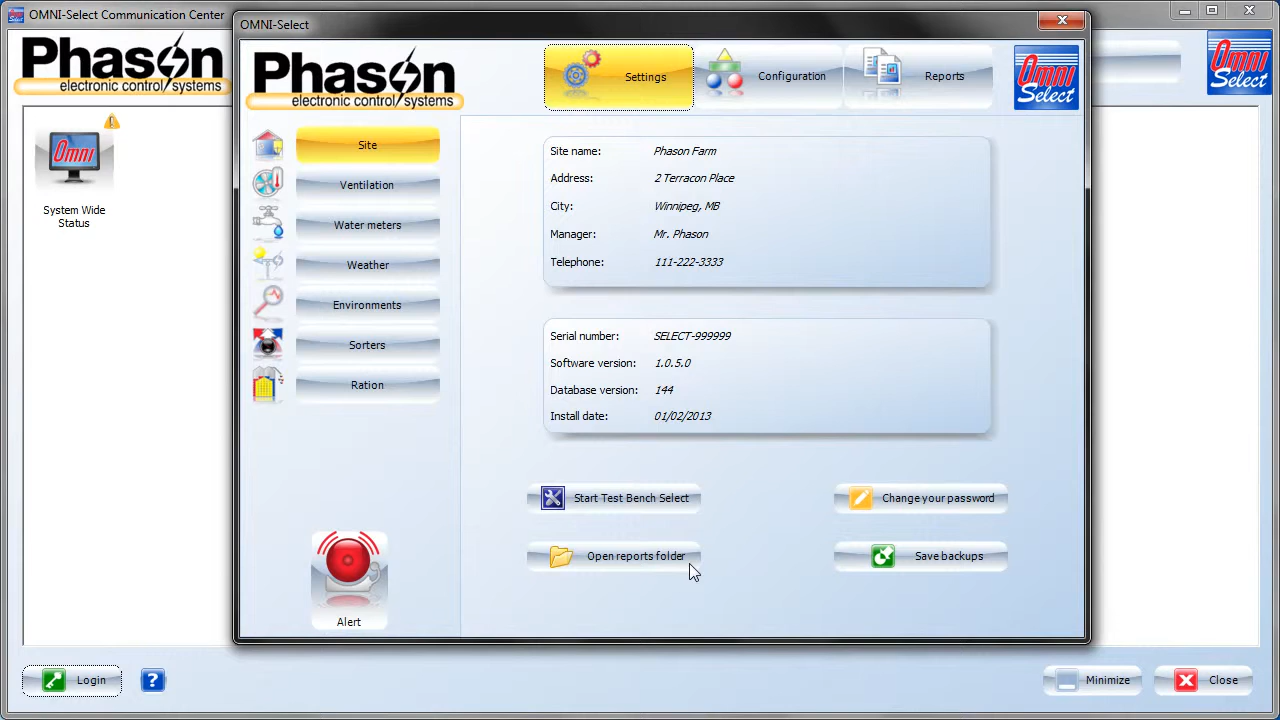 OMNI-Select Communication Center
OMNI-Select
Phason
electronic control/systems
Phason
electronic control/systems
Settings
Configuration
Reports
Omni
Select
Omni
Select
Omni
System Wide
Status
Site
Ventilation
Water meters
Weather
Environments
Sorters
Ration
Alert
Site name: Phason Farm
Address: 2 Terracon Place
City: Winnipeg, MB
Manager: Mr. Phason
Telephone: 111-222-3333
Serial number: SELECT-999999
Software version: 1.0.5.0
Database version: 144
Install date: 01/02/2013
Start Test Bench Select
Change your password
Open reports folder
Save backups
Login
?
Minimize
Close